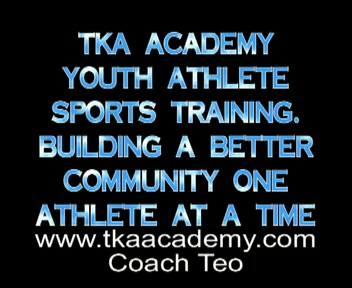 TKA ACADEMY
YOUTH ATHLETE
SPORTS TRAINING.
BUILDING A BETTER
COMMUNITY ONE
ATHLETE AT A TIME
www.tkaacademy.com
Coach Teo